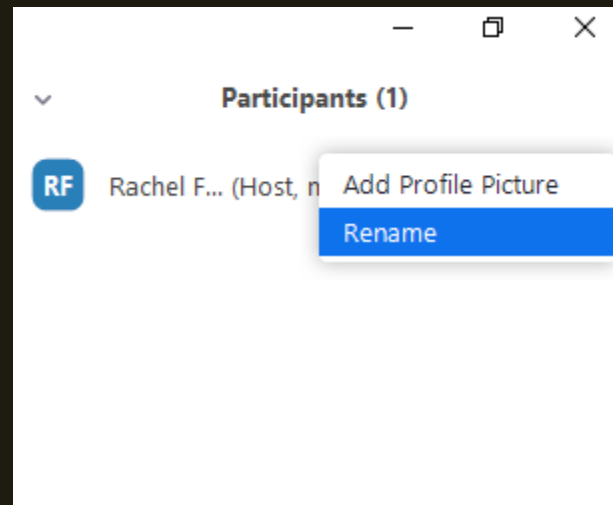 Participants (1)
RF Rachel F... (Host, m
Add Profile Picture
Rename